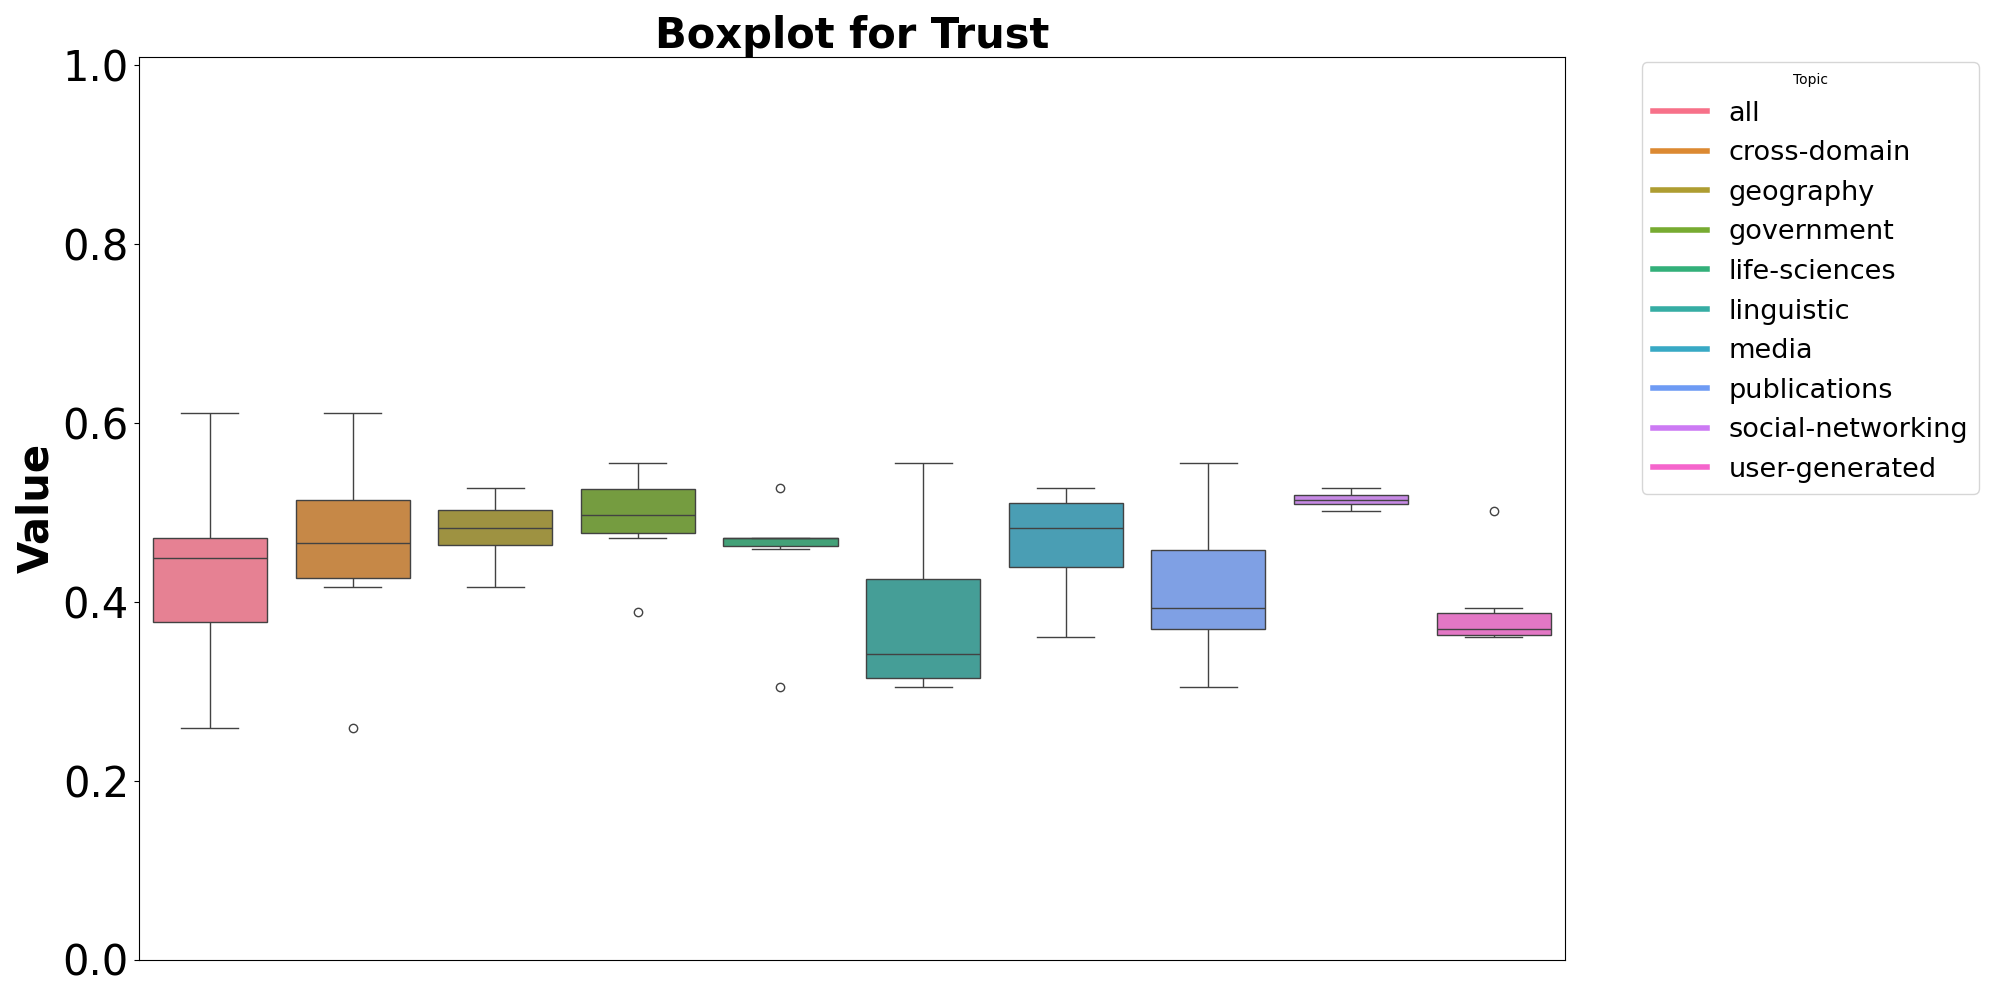 Boxplot for Trust
Value
1.0
0.8
0.6
0.4
0.2
0.0
Topic
all
cross-domain
geography
government
life-sciences
linguistic
media
publications
social-networking
user-generated